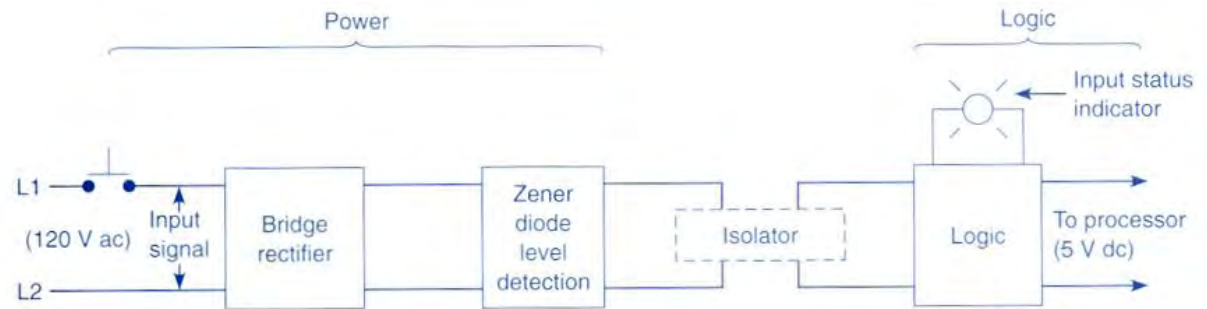 Power
Logic
Input status
indicator
L1
(120 V ac)
L2
Input
signal
Bridge
rectifier
Zener
diode
level
detection
Isolator
Logic
To processor
(5 V dc)